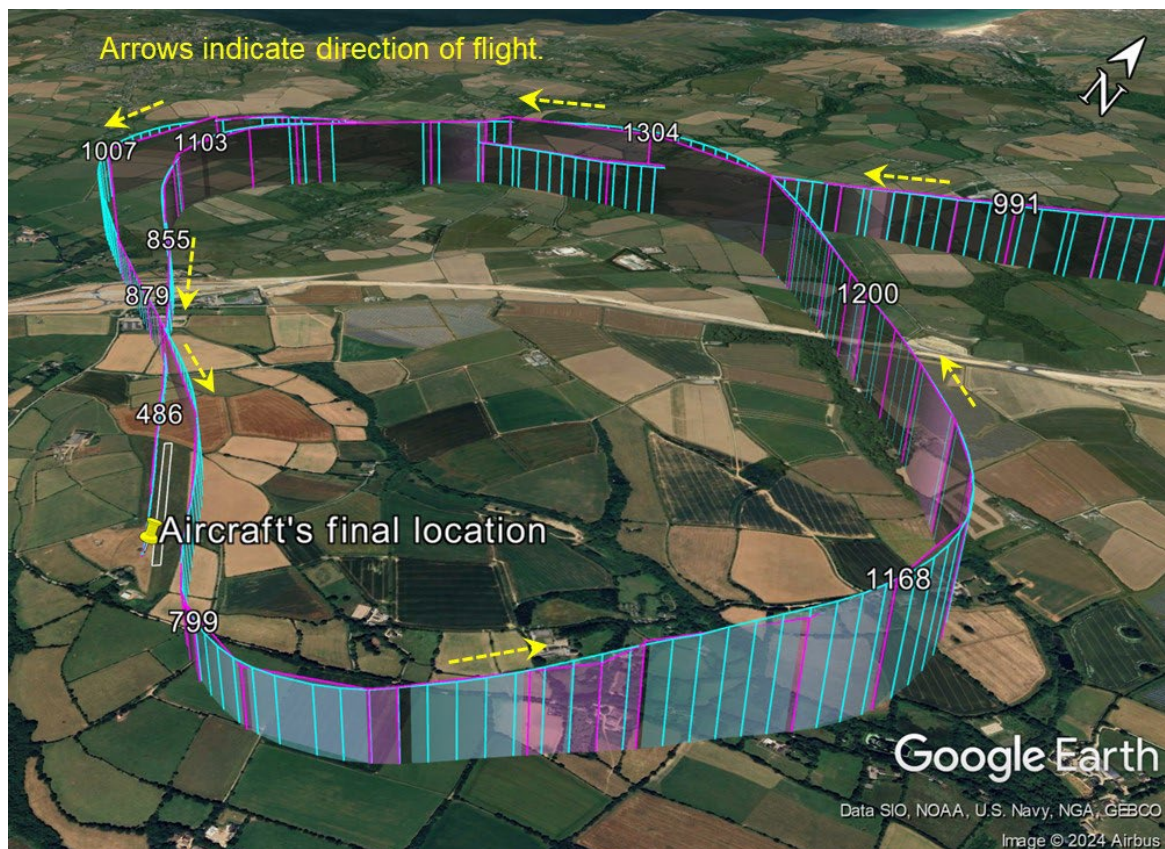 Arrows indicate direction of flight.
N
1304
1103
1007
991
855
879
1200
486
Aircraft's final location
1168
799
Google Earth
Data SIO, NOAA, U.S. Navy, NGA, GEBCO
Image © 2024 Airbus